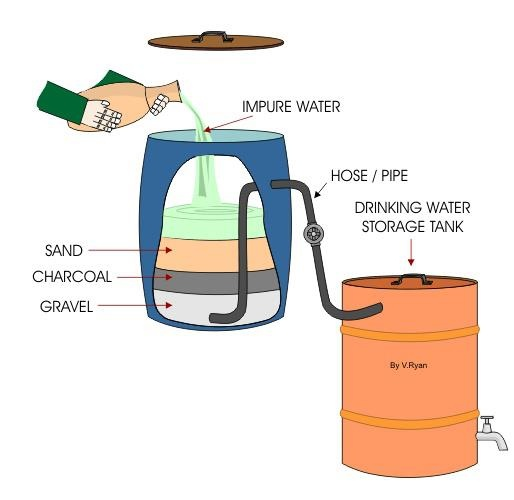 IMPURE WATER
HOSE / PIPE
DRINKING WATER
STORAGE TANK
SAND
CHARCOAL
GRAVEL
By V.Ryan